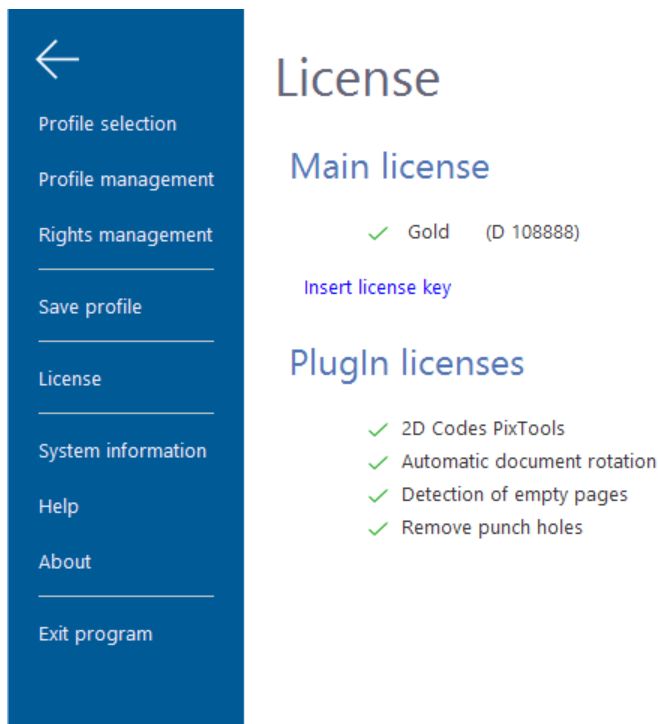 Profile selection
Profile management
Rights management
Save profile
License
System information
Help
About
Exit program
License
Main license
Gold (D 108888)
Insert license key
PlugIn licenses
2D Codes PixTools
Automatic document rotation
Detection of empty pages
Remove punch holes